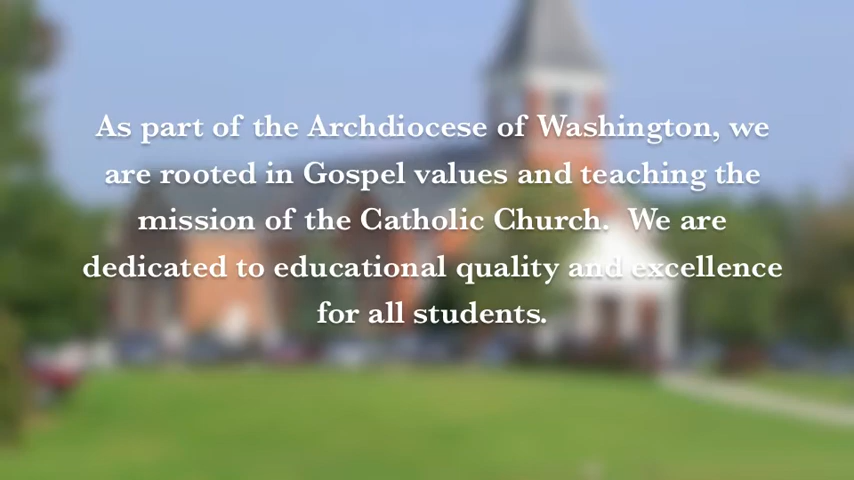 As part of the Archdiocese of Washington, we
are rooted in Gospel values and teaching the
mission of the Catholic Church.  We are
dedicated to educational quality and excellence
for all students.